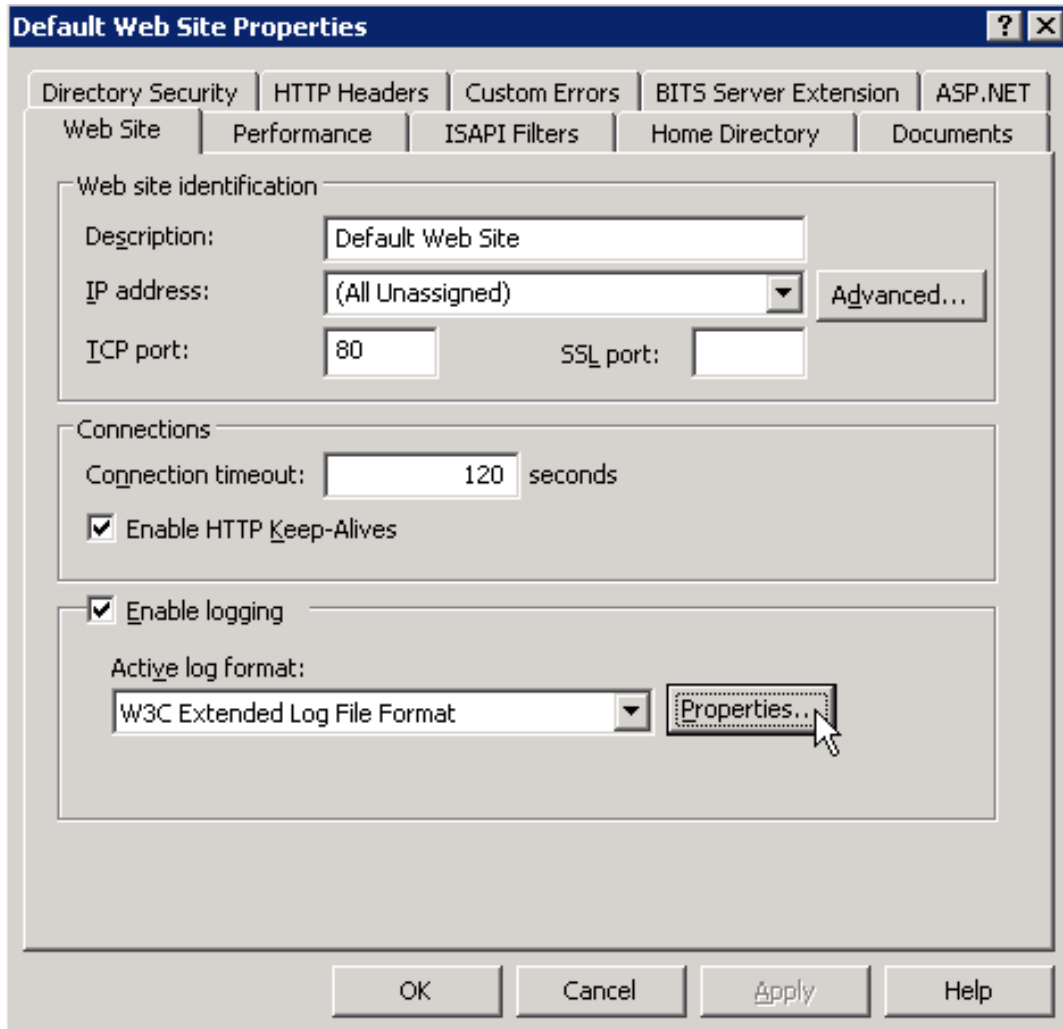 Default Web Site Properties
Directory Security HTTP Headers Custom Errors BITS Server Extension ASP.NET
Web Site Performance ISAPI Filters Home Directory Documents
Web site identification
Description: Default Web Site
IP address: (All Unassigned) Advanced...
TCP port: 80 SSL port:
Connections
Connection timeout: 120 seconds
Enable HTTP Keep-Alives
Enable logging
Active log format:
W3C Extended Log File Format Properties...
OK Cancel Apply Help